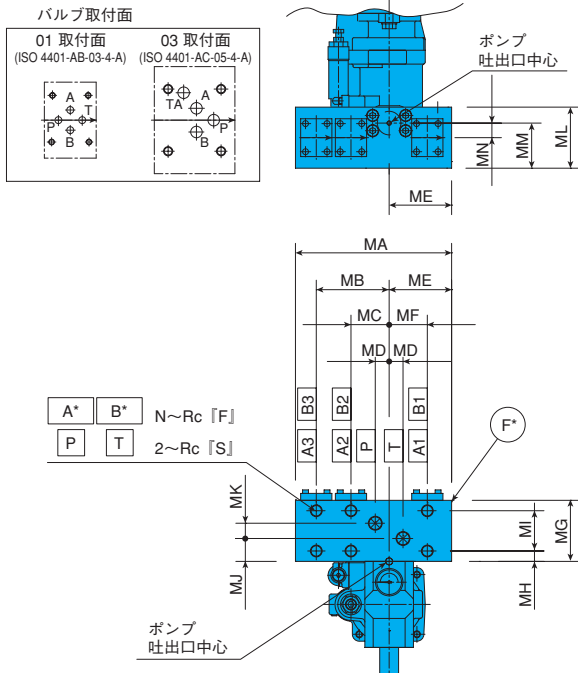 バルブ取付面
01 取付面
(ISO 4401-AB-03-4-A)
03 取付面
(ISO 4401-AC-05-4-A)
A
T
P
B
TA
A
P
B
ポンプ
吐出口中心
ML
MM
MN
ME
MA
MB
ME
MC
MF
MD
MD
B3
B2
B1
A3
A2
P
T
A1
A*
B*
N～Rc『F』
P
T
2～Rc『S』
F*
MK
MJ
MI
MG
MH
ポンプ
吐出口中心